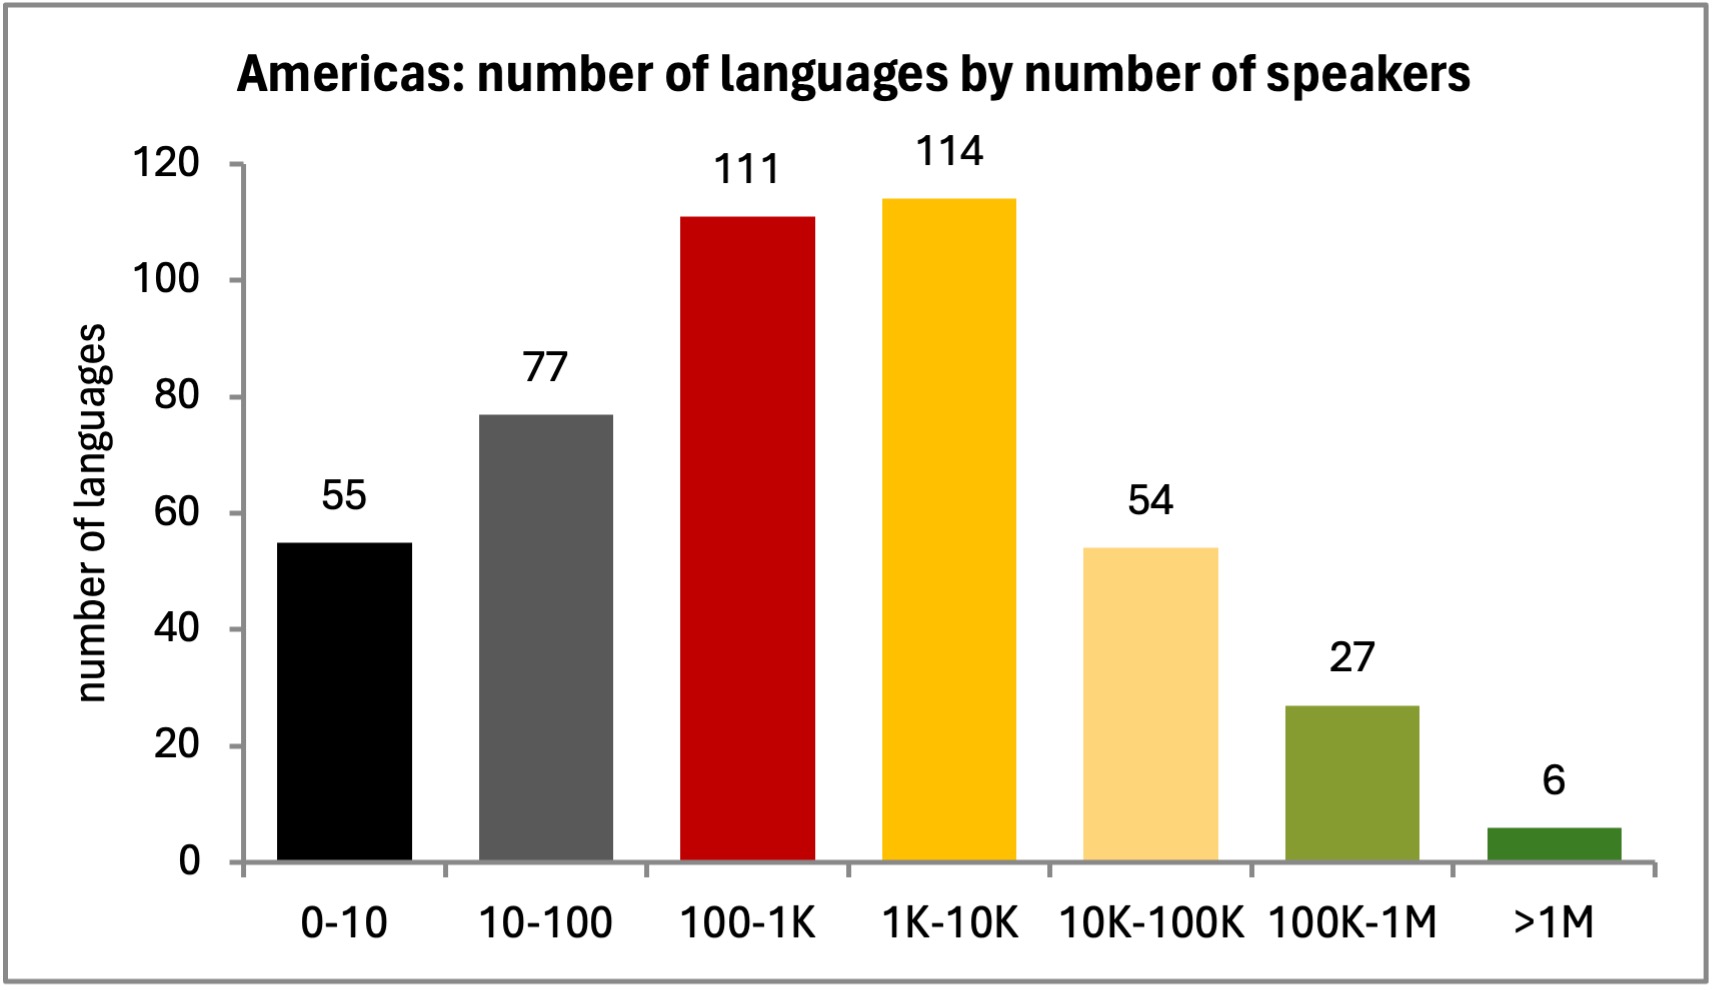 Americas: number of languages by number of speakers
number of languages
120
100
80
60
40
20
0
55
77
111
114
54
27
6
0-10
10-100
100-1K
1K-10K
10K-100K
100K-1M
>1M